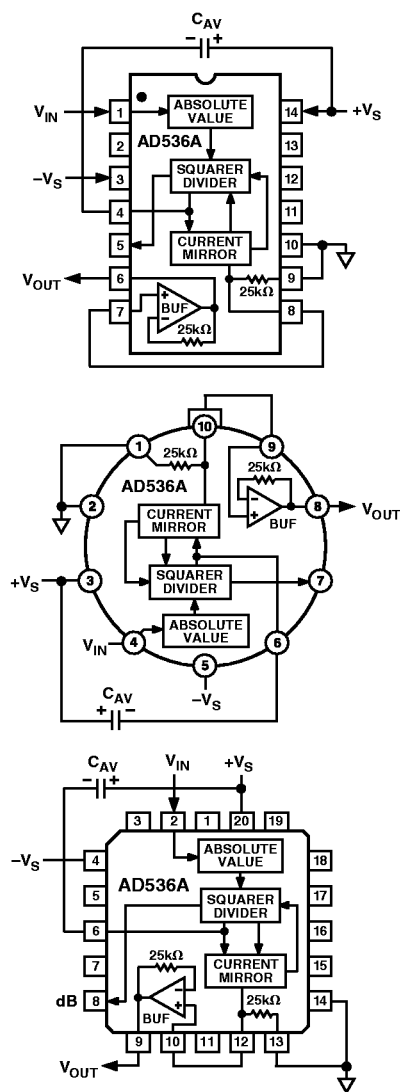 C_AV
− +
V_IN
1
ABSOLUTE
VALUE
14
+V_S
2
AD536A
13
−V_S
3
SQUARER
DIVIDER
12
4
11
5
CURRENT
MIRROR
10
V_OUT
6
25kΩ
9
7
+
−
BUF
25kΩ
8
10
1
25kΩ
9
AD536A
25kΩ
−
+
BUF
2
CURRENT
MIRROR
8
V_OUT
+V_S
3
SQUARER
DIVIDER
7
V_IN
4
ABSOLUTE
VALUE
6
5
−V_S
C_AV
+ −
C_AV
− +
V_IN
+V_S
3
2
1
20
19
−V_S
4
ABSOLUTE
VALUE
18
5
AD536A
SQUARER
DIVIDER
17
6
16
7
25kΩ
CURRENT
MIRROR
15
dB
8
−
+
BUF
25kΩ
14
V_OUT
9
10
11
12
13